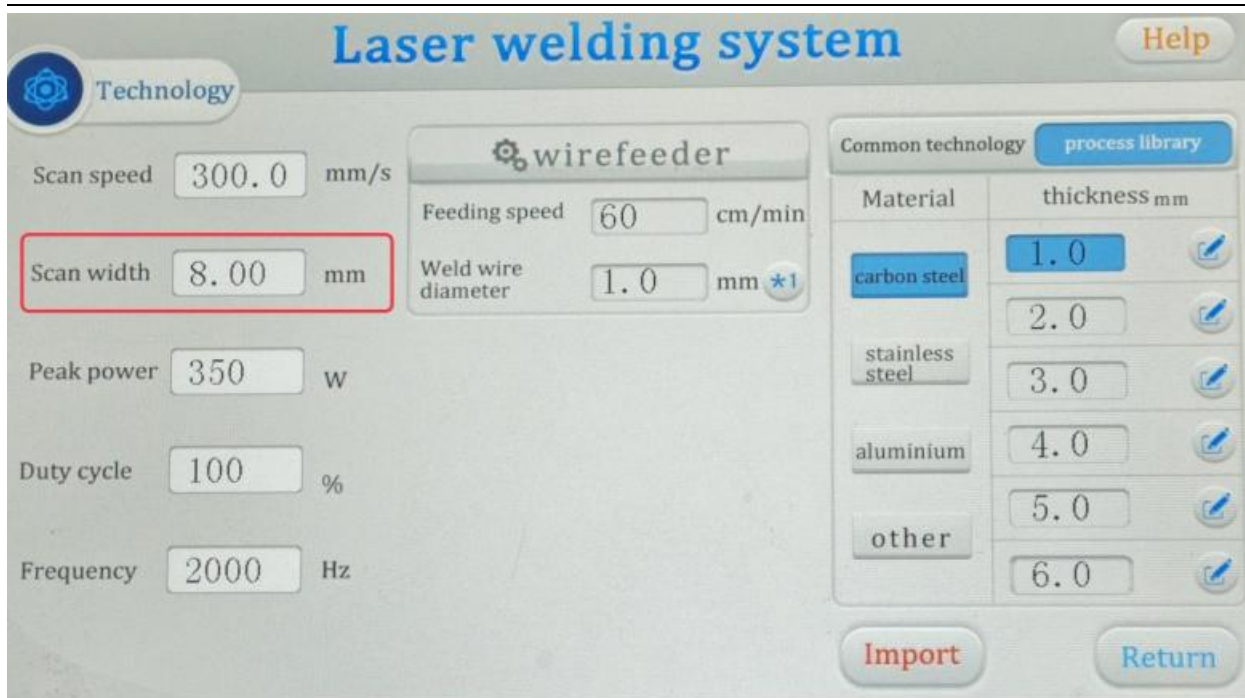 Laser welding system
Help
Technology
Scan speed 300.0 mm/s
Scan width 8.00 mm
Peak power 350 W
Duty cycle 100 %
Frequency 2000 Hz
wirefeeder
Feeding speed 60 cm/min
Weld wire
diameter 1.0 mm *1
Common technology process library
Material thickness mm
carbon steel
stainless
steel
aluminium
other
1.0
2.0
3.0
4.0
5.0
6.0
Import Return